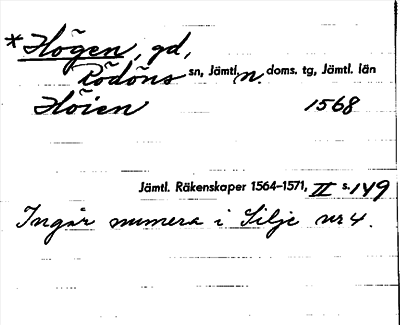 *Högen, gd,
Rödöns sn, Jämtl. n. doms. tg, Jämtl. län
Höien 1568
Jämtl. Räkenskaper 1564–1571, II s. 149
Ingår numera i Silje nr 4.